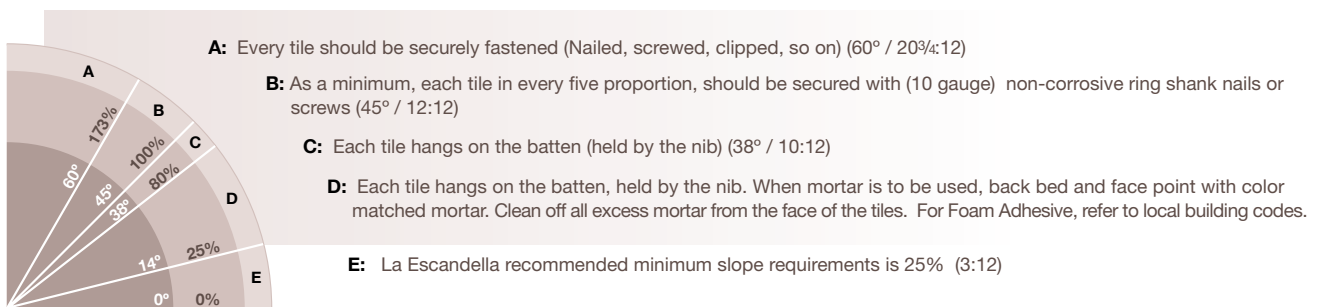 A: Every tile should be securely fastened (Nailed, screwed, clipped, so on) (60º / 20¾:12)
B: As a minimum, each tile in every five proportion, should be secured with (10 gauge) non-corrosive ring shank nails or
screws (45º / 12:12)
C: Each tile hangs on the batten (held by the nib) (38º / 10:12)
D: Each tile hangs on the batten, held by the nib. When mortar is to be used, back bed and face point with color
matched mortar. Clean off all excess mortar from the face of the tiles. For Foam Adhesive, refer to local building codes.
E: La Escandella recommended minimum slope requirements is 25% (3:12)
A
B
C
D
E
173%
100%
80%
25%
0%
60º
45º
38º
14º
0º